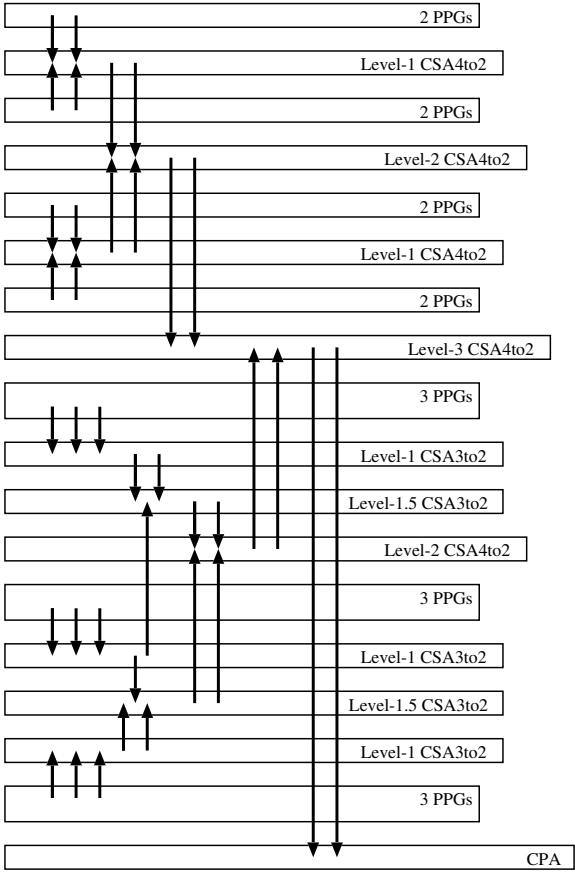 2 PPGs
Level-1 CSA4to2
2 PPGs
Level-2 CSA4to2
2 PPGs
Level-1 CSA4to2
2 PPGs
Level-3 CSA4to2
3 PPGs
Level-1 CSA3to2
Level-1.5 CSA3to2
Level-2 CSA4to2
3 PPGs
Level-1 CSA3to2
Level-1.5 CSA3to2
Level-1 CSA3to2
3 PPGs
CPA